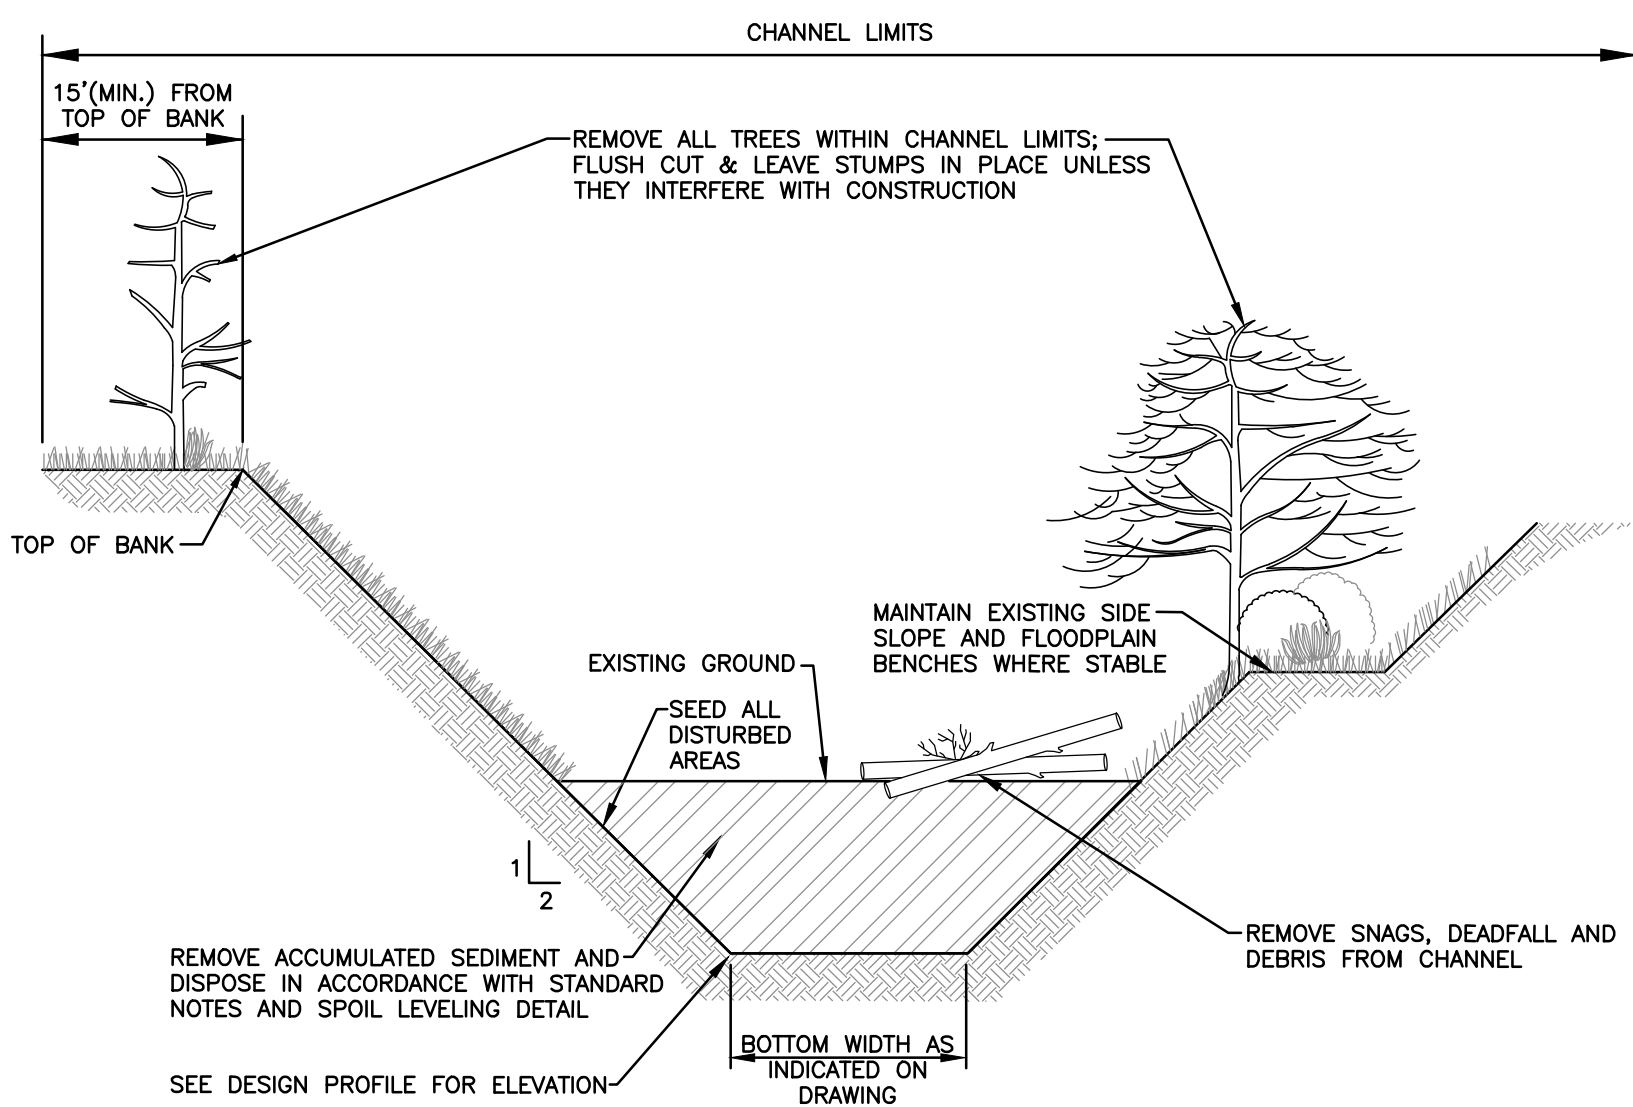 CHANNEL LIMITS
15'(MIN.) FROM
TOP OF BANK
REMOVE ALL TREES WITHIN CHANNEL LIMITS;
FLUSH CUT & LEAVE STUMPS IN PLACE UNLESS
THEY INTERFERE WITH CONSTRUCTION
TOP OF BANK
MAINTAIN EXISTING SIDE
SLOPE AND FLOODPLAIN
BENCHES WHERE STABLE
EXISTING GROUND
SEED ALL
DISTURBED
AREAS
1
2
REMOVE SNAGS, DEADFALL AND
DEBRIS FROM CHANNEL
REMOVE ACCUMULATED SEDIMENT AND
DISPOSE IN ACCORDANCE WITH STANDARD
NOTES AND SPOIL LEVELING DETAIL
BOTTOM WIDTH AS
INDICATED ON
DRAWING
SEE DESIGN PROFILE FOR ELEVATION